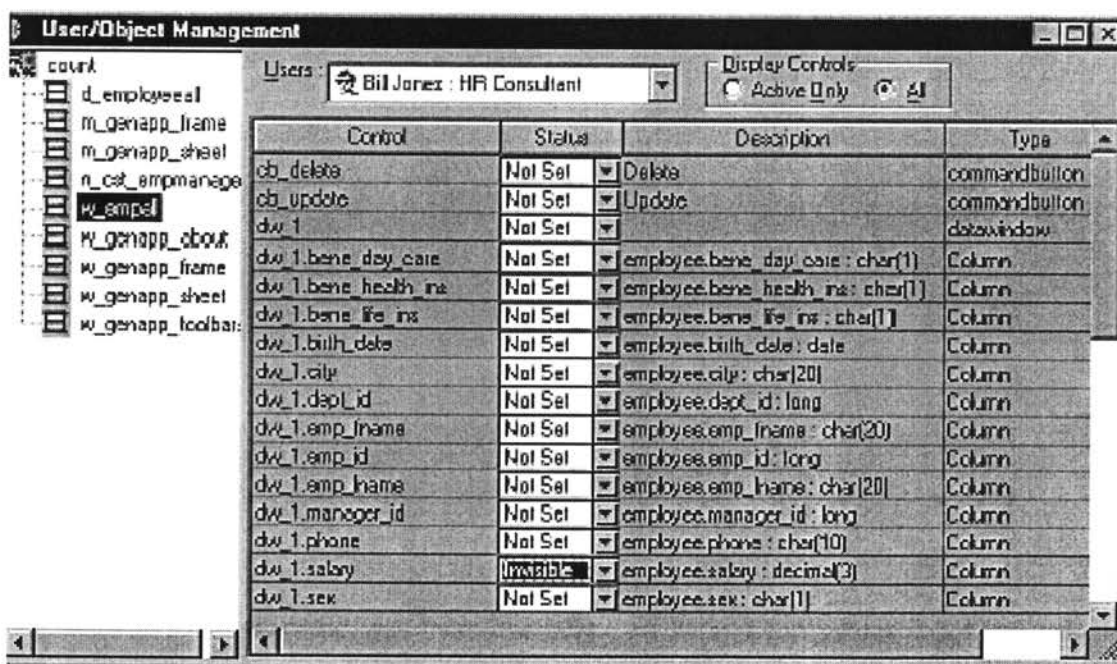 User/Object Management
count
d_employeeall
m_genapp_frame
m_genapp_sheet
n_cst_empmanage
w_empall
w_genapp_about
w_genapp_frame
w_genapp_sheet
w_genapp_toolbar
Users : Bill Jones : HR Consultant
Display Controls
Active Only All
Control Status Description Type
cb_delete Not Set Delete commandbutton
cb_update Not Set Update commandbutton
dw_1 Not Set datawindow
dw_1.bene_day_care Not Set employee.bene_day_care : char(1) Column
dw_1.bene_health_ins Not Set employee.bene_health_ins : char(1) Column
dw_1.bene_life_ins Not Set employee.bene_life_ins : char(1) Column
dw_1.birth_date Not Set employee.birth_date : date Column
dw_1.city Not Set employee.city : char(20) Column
dw_1.dept_id Not Set employee.dept_id : long Column
dw_1.emp_fname Not Set employee.emp_fname : char(20) Column
dw_1.emp_id Not Set employee.emp_id : long Column
dw_1.emp_lname Not Set employee.emp_lname : char(20) Column
dw_1.manager_id Not Set employee.manager_id : long Column
dw_1.phone Not Set employee.phone : char(10) Column
dw_1.salary Invisible employee.salary : decimal(3) Column
dw_1.sex Not Set employee.sex : char(1) Column